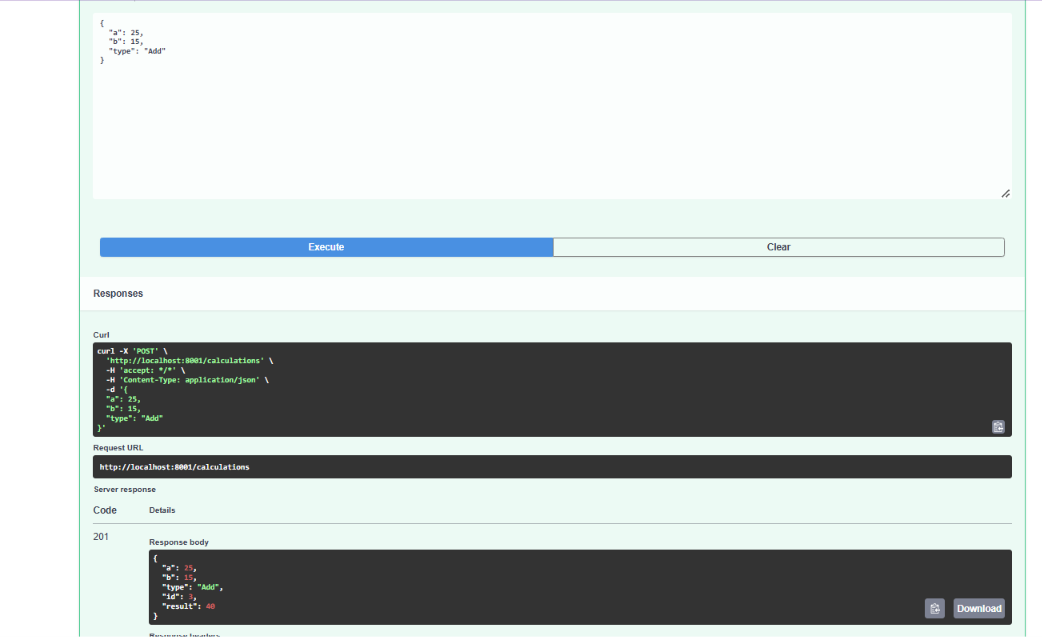 {
"a": 25,
"b": 15,
"type": "Add"
}
Execute
Clear
Responses
Curl
curl -X 'POST' \
'http://localhost:8001/calculations' \
-H 'accept: */*' \
-H 'Content-Type: application/json' \
-d '{
"a": 25,
"b": 15,
"type": "Add"
}'
Request URL
http://localhost:8001/calculations
Server response
Code Details
201
Response body
{
"a": 25,
"b": 15,
"type": "Add",
"id": 3,
"result": 40
}
Download
Response headers